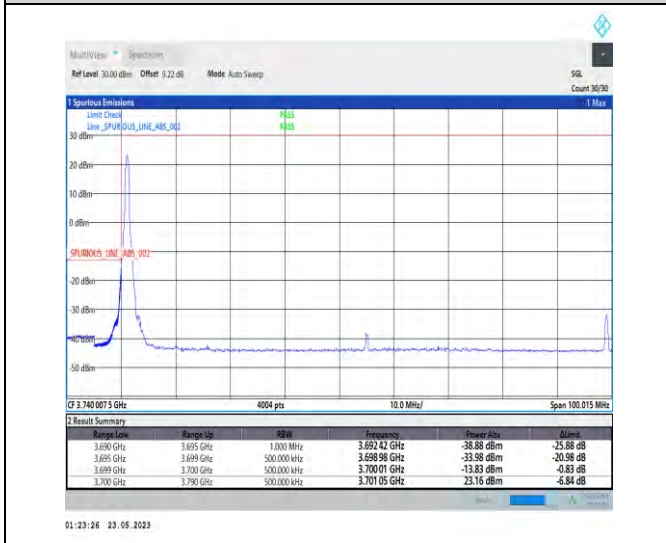 MultiView Spectrum
Ref Level 30.00 dBm Offset 9.22 dB Mode Auto Sweep SGL
Count 30/30
1 Spurious Emissions 1 Max
Limit Check PASS
Line _SPURIOUS_LINE_ABS_002 PASS
30 dBm
20 dBm
10 dBm
0 dBm
_SPURIOUS_LINE_ABS_002
-20 dBm
-30 dBm
-40 dBm
-50 dBm
CF 3.740 007 5 GHz 4004 pts 10.0 MHz/ Span 100.015 MHz
2 Result Summary
Range Low Range Up RBW Frequency Power Abs ΔLimit
3.690 GHz 3.695 GHz 1.000 MHz 3.692 42 GHz -38.88 dBm -25.88 dB
3.695 GHz 3.699 GHz 500.000 kHz 3.698 98 GHz -33.98 dBm -20.98 dB
3.699 GHz 3.700 GHz 500.000 kHz 3.700 01 GHz -13.83 dBm -0.83 dB
3.700 GHz 3.790 GHz 500.000 kHz 3.701 05 GHz 23.16 dBm -6.84 dB
01:23:26 23.05.2023